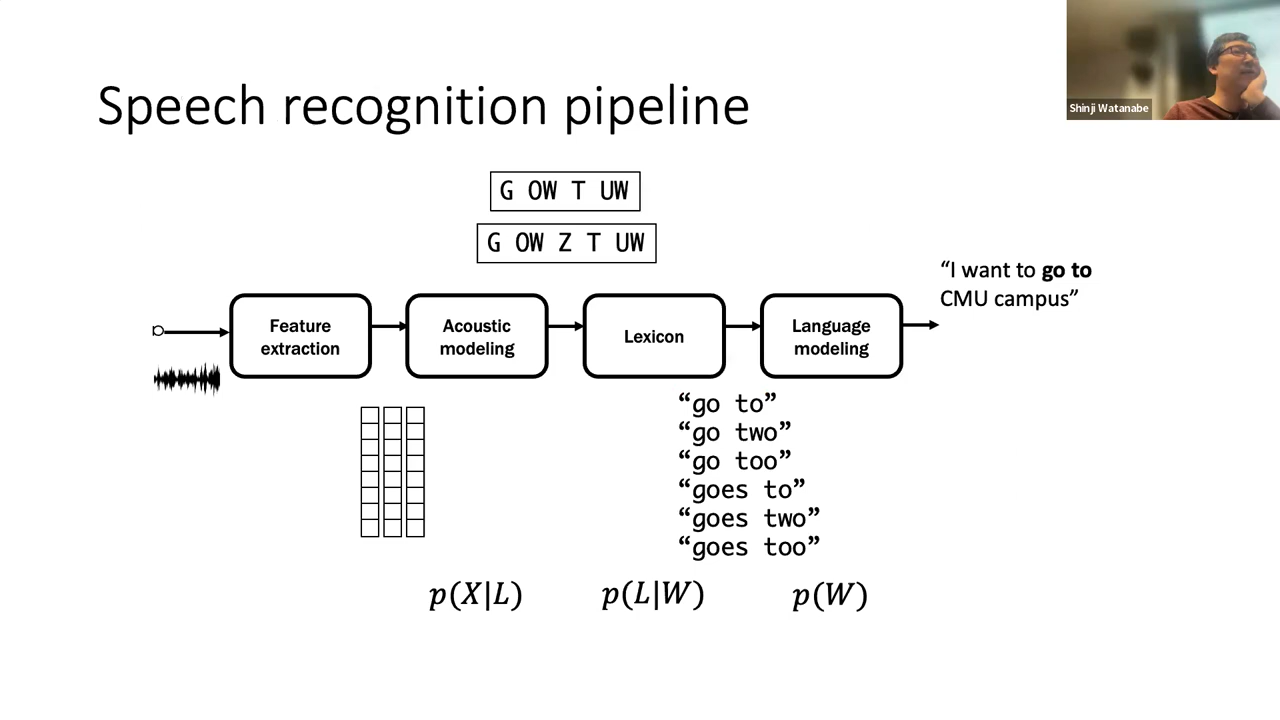 Shinji Watanabe
Speech recognition pipeline
G OW T UW
G OW Z T UW
“I want to go to
CMU campus”
Feature
extraction
Acoustic
modeling
Lexicon
Language
modeling
“go to”
“go two”
“go too”
“goes to”
“goes two”
“goes too”
p(X|L)
p(L|W)
p(W)